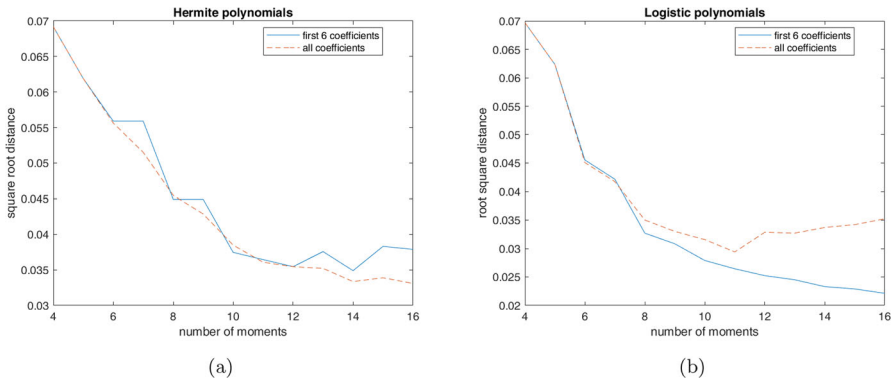 Hermite polynomials
first 6 coefficients
all coefficients
0.07
0.065
0.06
0.055
0.05
0.045
0.04
0.035
0.03
square root distance
4 6 8 10 12 14 16
number of moments
(a)
Logistic polynomials
first 6 coefficients
all coefficients
0.07
0.065
0.06
0.055
0.05
0.045
0.04
0.035
0.03
0.025
0.02
root square distance
4 6 8 10 12 14 16
number of moments
(b)